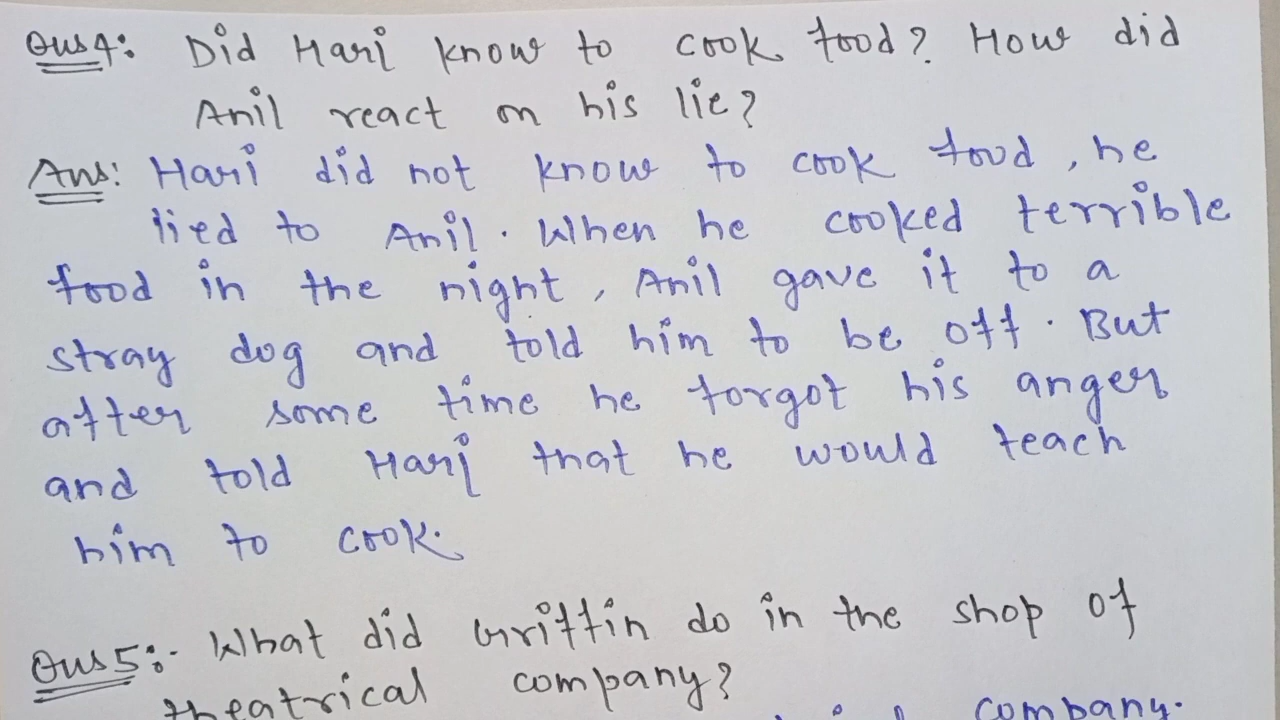 Qus4: Did Hari know to cook food? How did
Anil react on his lie?
Ans: Hari did not know to cook food, he
lied to Anil. When he cooked terrible
food in the night, Anil gave it to a
stray dog and told him to be off. But
after some time he forgot his anger
and told Hari that he would teach
him to cook.
Qus5:- What did Griffin do in the shop of
theatrical company?
company.